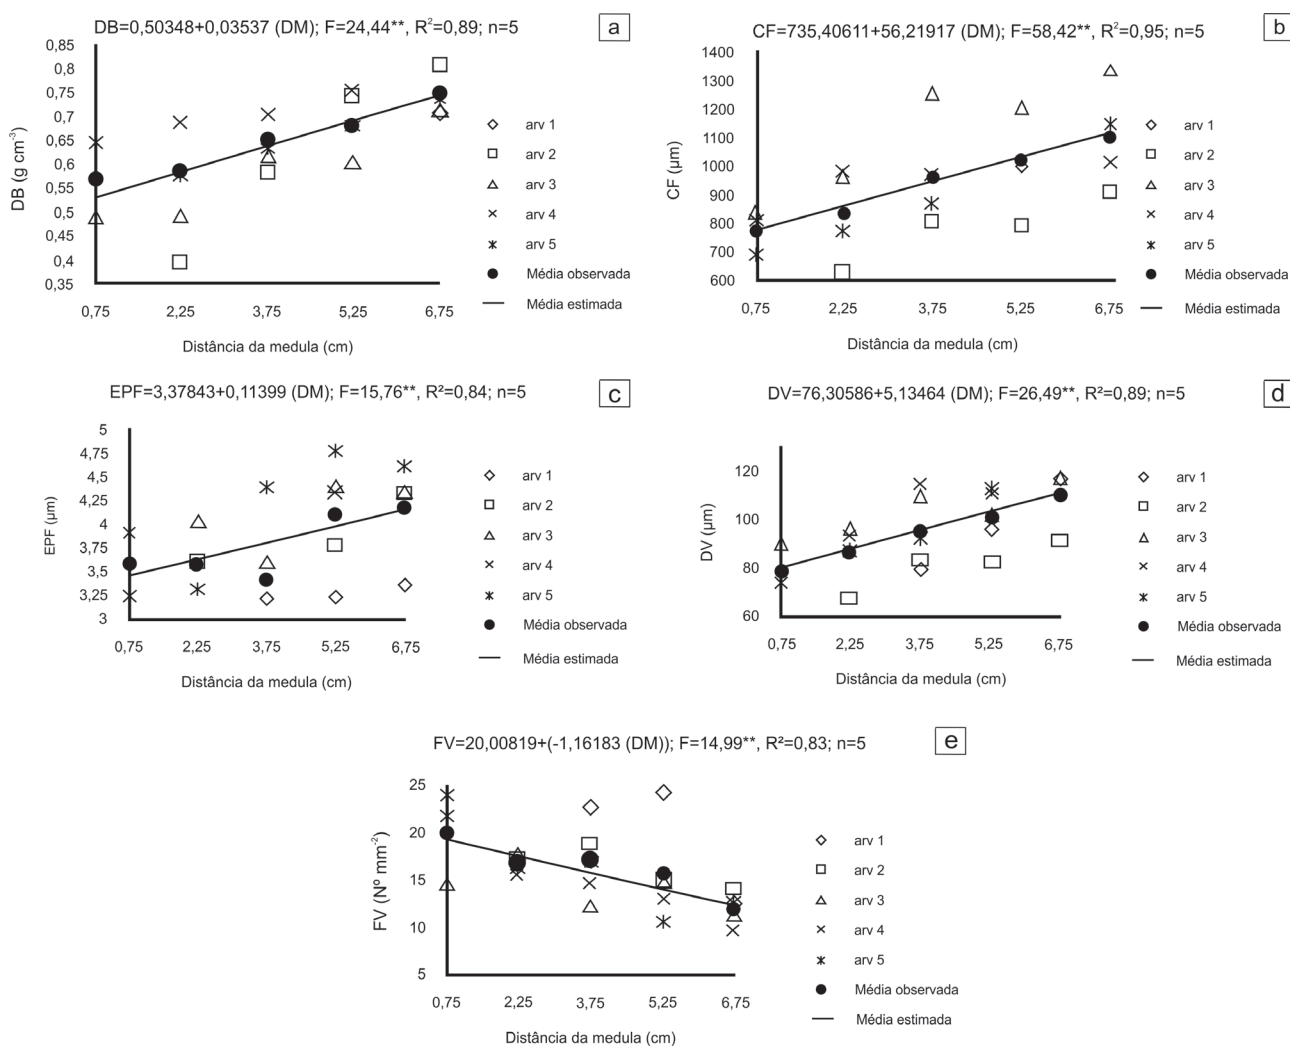 DB=0,50348+0,03537 (DM); F=24,44**, R²=0,89; n=5
a
0,85
0,8
0,75
0,7
0,65
0,6
0,55
0,5
0,45
0,4
0,35
DB (g cm⁻³)
0,75 2,25 3,75 5,25 6,75
Distância da medula (cm)
arv 1
arv 2
arv 3
arv 4
arv 5
Média observada
Média estimada
CF=735,40611+56,21917 (DM); F=58,42**, R²=0,95; n=5
b
1400
1300
1200
1100
1000
900
800
700
600
CF (µm)
0,75 2,25 3,75 5,25 6,75
Distância da medula (cm)
arv 1
arv 2
arv 3
arv 4
arv 5
Média observada
Média estimada
EPF=3,37843+0,11399 (DM); F=15,76**, R²=0,84; n=5
c
5
4,75
4,5
4,25
4
3,75
3,5
3,25
3
EPF (µm)
0,75 2,25 3,75 5,25 6,75
Distância da medula (cm)
arv 1
arv 2
arv 3
arv 4
arv 5
Média observada
Média estimada
DV=76,30586+5,13464 (DM); F=26,49**, R²=0,89; n=5
d
120
100
80
60
DV (µm)
0,75 2,25 3,75 5,25 6,75
Distância da medula (cm)
arv 1
arv 2
arv 3
arv 4
arv 5
Média observada
Média estimada
FV=20,00819+(-1,16183 (DM)); F=14,99**, R²=0,83; n=5
e
25
20
15
10
5
FV (Nº mm⁻²)
0,75 2,25 3,75 5,25 6,75
Distância da medula (cm)
arv 1
arv 2
arv 3
arv 4
arv 5
Média observada
Média estimada